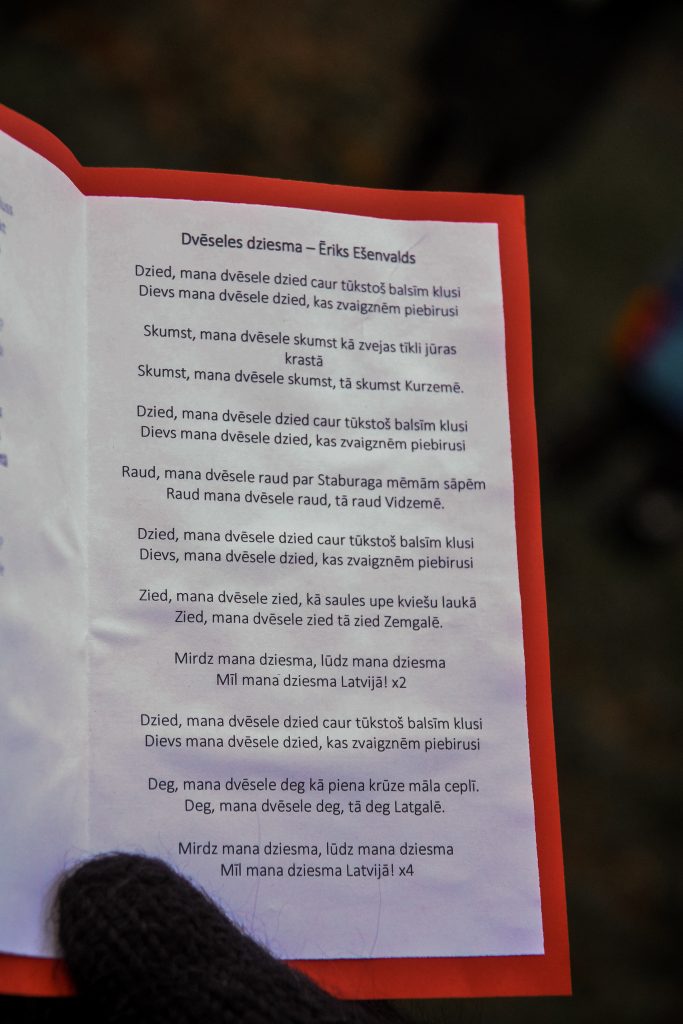 Dvēseles dziesma – Ēriks Ešenvalds
Dzied, mana dvēsele dzied caur tūkstoš balsīm klusi
Dievs mana dvēsele dzied, kas zvaigznēm piebirusi
Skumst, mana dvēsele skumst kā zvejas tīkli jūras
krastā
Skumst, mana dvēsele skumst, tā skumst Kurzemē.
Dzied, mana dvēsele dzied caur tūkstoš balsīm klusi
Dievs mana dvēsele dzied, kas zvaigznēm piebirusi
Raud, mana dvēsele raud par Staburaga mēmām sāpēm
Raud mana dvēsele raud, tā raud Vidzemē.
Dzied, mana dvēsele dzied caur tūkstoš balsīm klusi
Dievs, mana dvēsele dzied, kas zvaigznēm piebirusi
Zied, mana dvēsele zied, kā saules upe kviešu laukā
Zied, mana dvēsele zied tā zied Zemgalē.
Mirdz mana dziesma, lūdz mana dziesma
Mīl mana dziesma Latvijā! x2
Dzied, mana dvēsele dzied caur tūkstoš balsīm klusi
Dievs mana dvēsele dzied, kas zvaigznēm piebirusi
Deg, mana dvēsele deg kā piena krūze māla ceplī.
Deg, mana dvēsele deg, tā deg Latgalē.
Mirdz mana dziesma, lūdz mana dziesma
Mīl mana dziesma Latvijā! x4